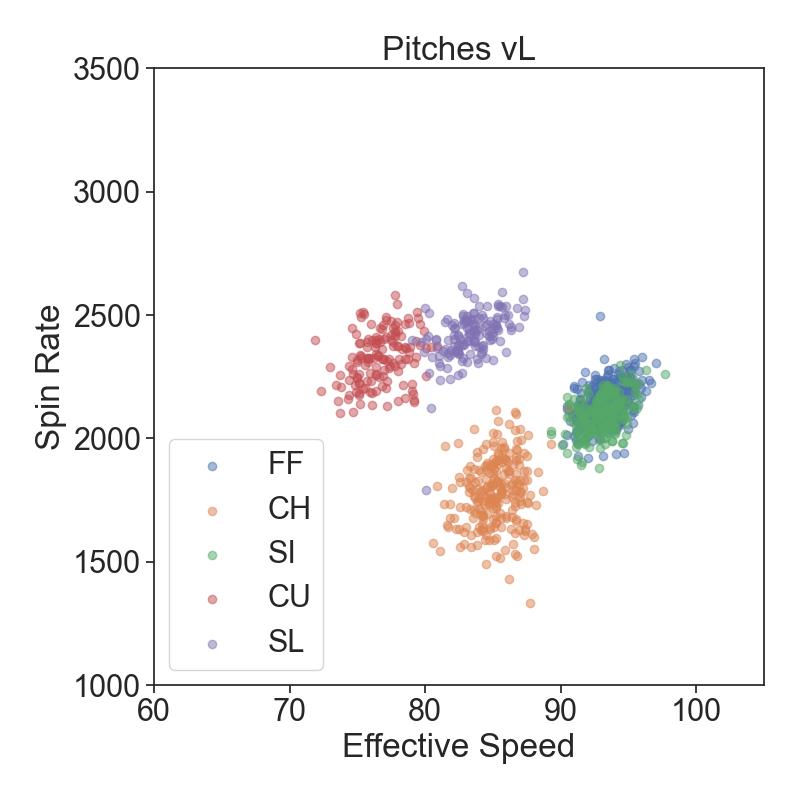 Pitches vL
3500
3000
2500
2000
1500
1000
Spin Rate
FF
CH
SI
CU
SL
60 70 80 90 100
Effective Speed